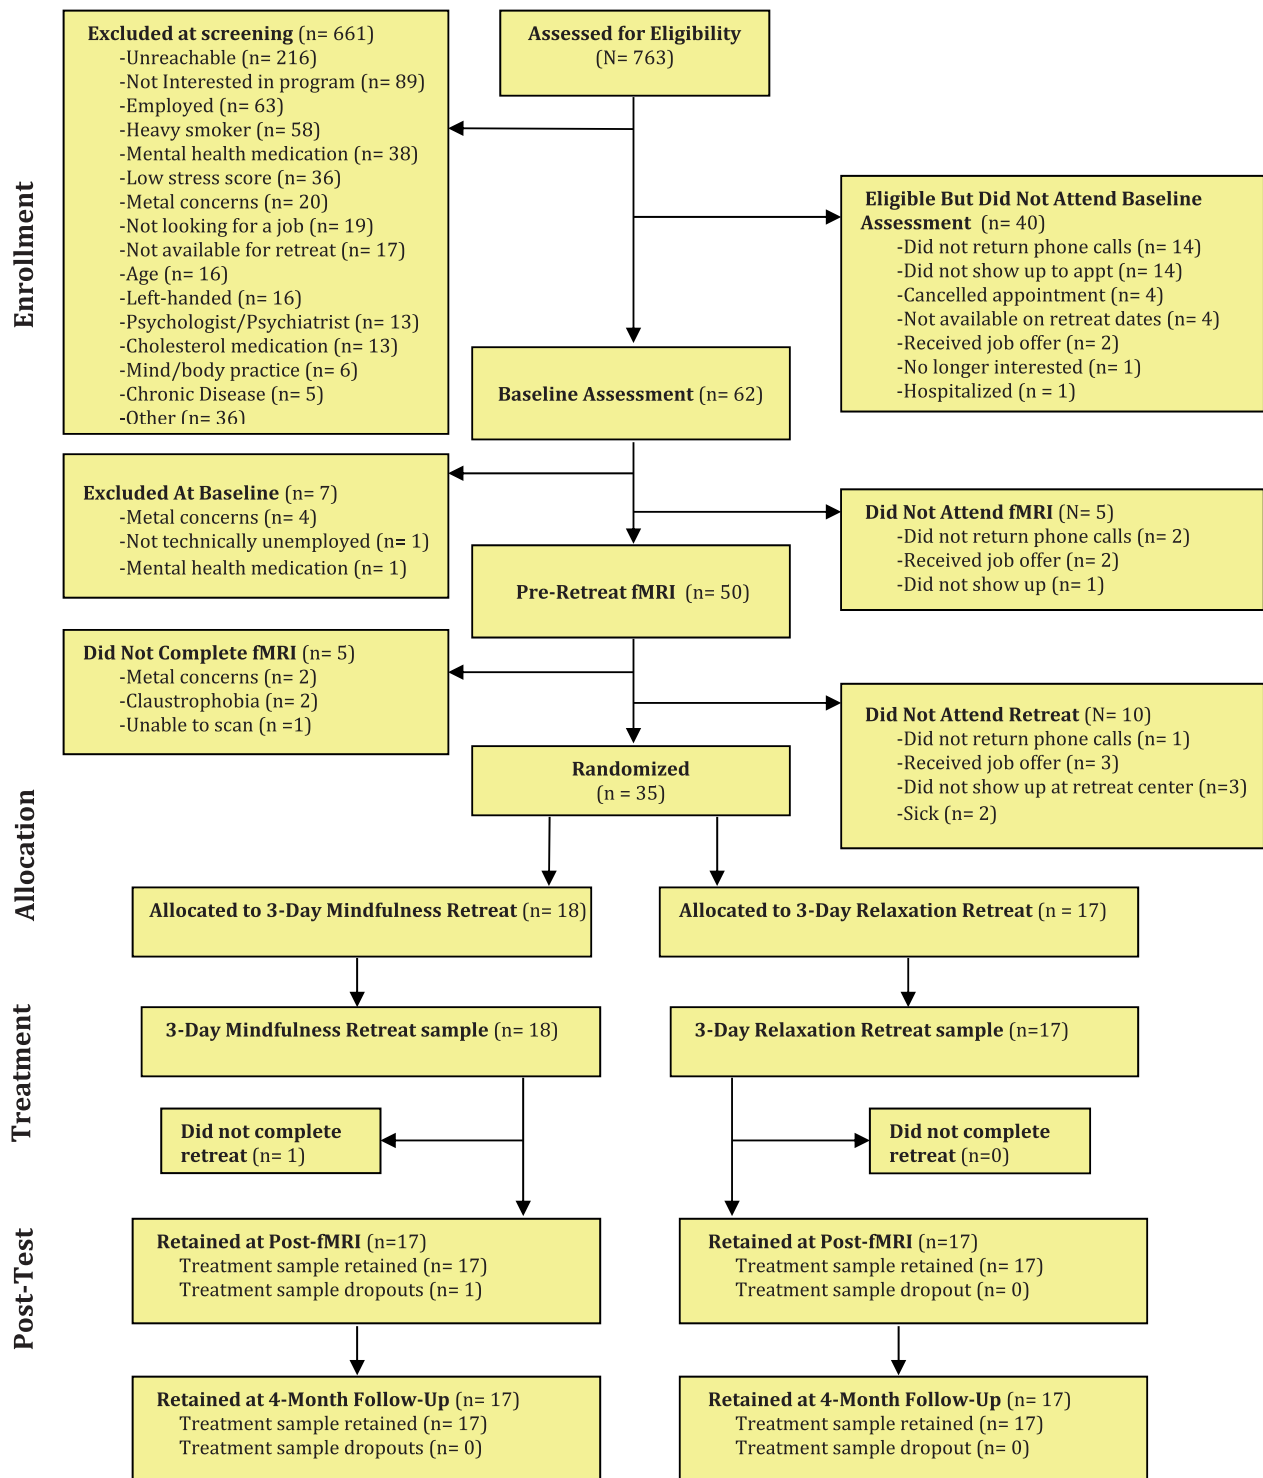 Assessed for Eligibility
(N= 763)
Excluded at screening (n= 661)
-Unreachable (n= 216)
-Not Interested in program (n= 89)
-Employed (n= 63)
-Heavy smoker (n= 58)
-Mental health medication (n= 38)
-Low stress score (n= 36)
-Metal concerns (n= 20)
-Not looking for a job (n= 19)
-Not available for retreat (n= 17)
-Age (n= 16)
-Left-handed (n= 16)
-Psychologist/Psychiatrist (n= 13)
-Cholesterol medication (n= 13)
-Mind/body practice (n= 6)
-Chronic Disease (n= 5)
-Other (n= 36)
Enrollment
Eligible But Did Not Attend Baseline
Assessment (n= 40)
-Did not return phone calls (n= 14)
-Did not show up to appt (n= 14)
-Cancelled appointment (n= 4)
-Not available on retreat dates (n= 4)
-Received job offer (n= 2)
-No longer interested (n= 1)
-Hospitalized (n = 1)
Baseline Assessment (n= 62)
Excluded At Baseline (n= 7)
-Metal concerns (n= 4)
-Not technically unemployed (n= 1)
-Mental health medication (n= 1)
Did Not Attend fMRI (N= 5)
-Did not return phone calls (n= 2)
-Received job offer (n= 2)
-Did not show up (n= 1)
Pre-Retreat fMRI (n= 50)
Did Not Complete fMRI (n= 5)
-Metal concerns (n= 2)
-Claustrophobia (n= 2)
-Unable to scan (n =1)
Did Not Attend Retreat (N= 10)
-Did not return phone calls (n= 1)
-Received job offer (n= 3)
-Did not show up at retreat center (n=3)
-Sick (n= 2)
Randomized
(n = 35)
Allocation
Allocated to 3-Day Mindfulness Retreat (n= 18)
Allocated to 3-Day Relaxation Retreat (n = 17)
Treatment
3-Day Mindfulness Retreat sample (n= 18)
3-Day Relaxation Retreat sample (n=17)
Did not complete
retreat (n= 1)
Did not complete
retreat (n=0)
Post-Test
Retained at Post-fMRI (n=17)
Treatment sample retained (n= 17)
Treatment sample dropouts (n= 1)
Retained at Post-fMRI (n=17)
Treatment sample retained (n= 17)
Treatment sample dropout (n= 0)
Retained at 4-Month Follow-Up (n= 17)
Treatment sample retained (n= 17)
Treatment sample dropouts (n= 0)
Retained at 4-Month Follow-Up (n= 17)
Treatment sample retained (n= 17)
Treatment sample dropout (n= 0)